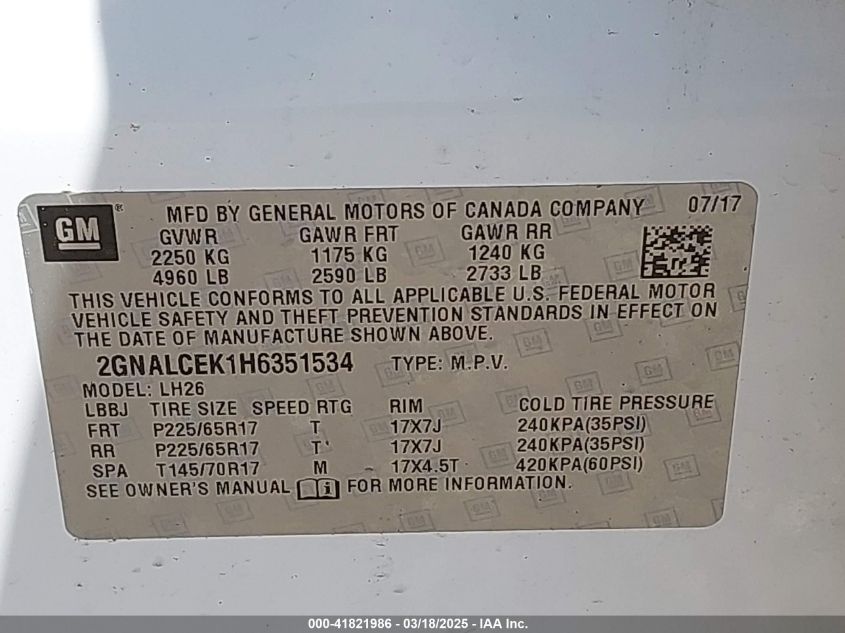 GM ® MFD BY GENERAL MOTORS OF CANADA COMPANY 07/17
GVWR GAWR FRT GAWR RR
2250 KG 1175 KG 1240 KG
4960 LB 2590 LB 2733 LB
THIS VEHICLE CONFORMS TO ALL APPLICABLE U.S. FEDERAL MOTOR
VEHICLE SAFETY AND THEFT PREVENTION STANDARDS IN EFFECT ON
THE DATE OF MANUFACTURE SHOWN ABOVE.
2GNALCEK1H6351534 TYPE: M.P.V.
MODEL: LH26
LBBJ TIRE SIZE SPEED RTG RIM COLD TIRE PRESSURE
FRT P225/65R17 T 17X7J 240KPA(35PSI)
RR P225/65R17 T 17X7J 240KPA(35PSI)
SPA T145/70R17 M 17X4.5T 420KPA(60PSI)
SEE OWNER'S MANUAL FOR MORE INFORMATION.
000-41821986 - 03/18/2025 - IAA Inc.